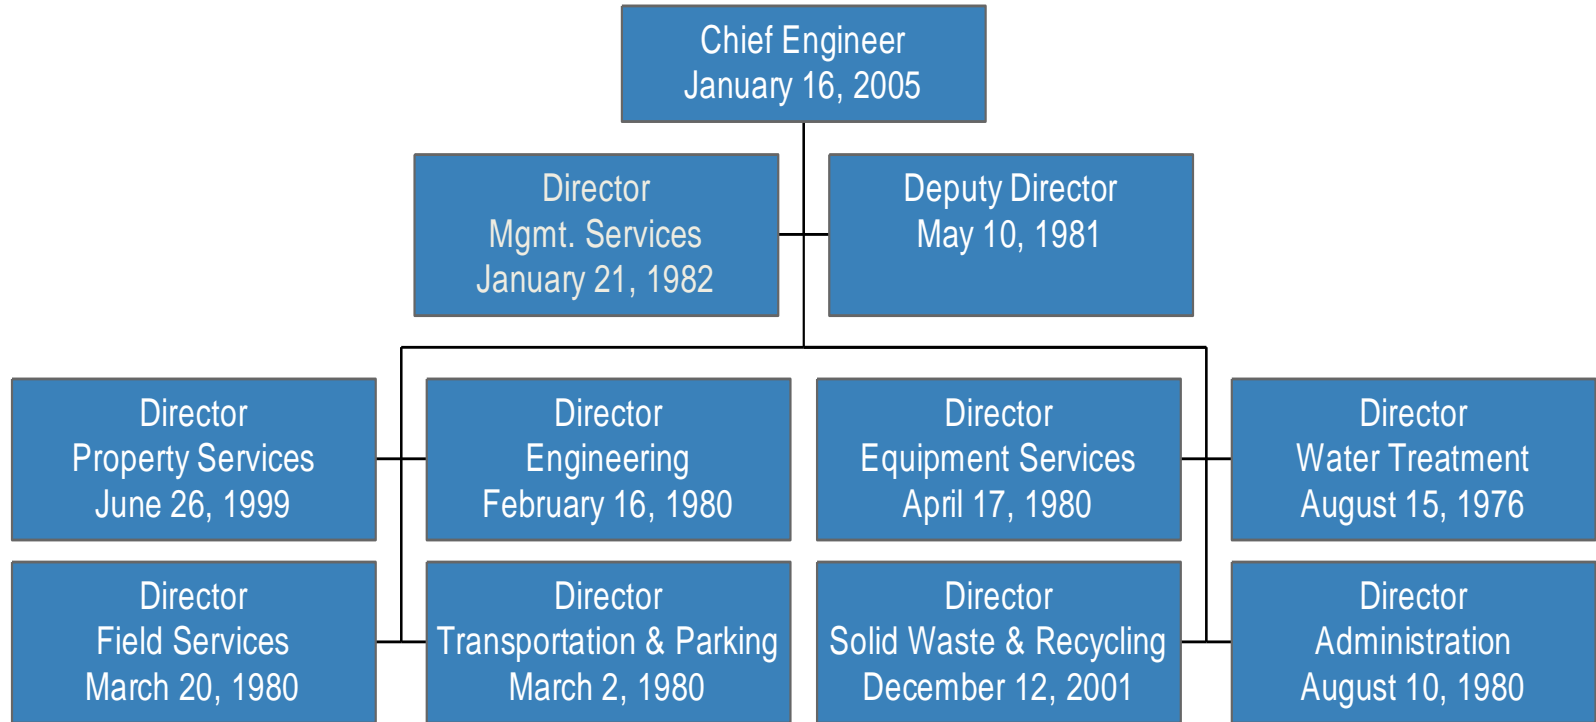 Chief Engineer
January 16, 2005
Director
Mgmt. Services
January 21, 1982
Deputy Director
May 10, 1981
Director
Property Services
June 26, 1999
Director
Engineering
February 16, 1980
Director
Equipment Services
April 17, 1980
Director
Water Treatment
August 15, 1976
Director
Field Services
March 20, 1980
Director
Transportation & Parking
March 2, 1980
Director
Solid Waste & Recycling
December 12, 2001
Director
Administration
August 10, 1980